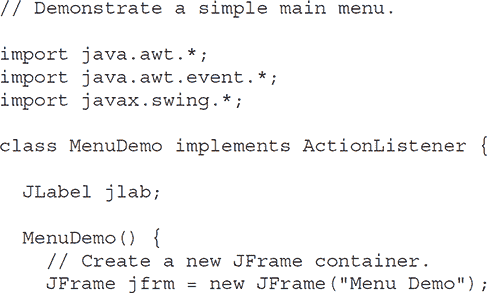 // Demonstrate a simple main menu.

import java.awt.*;
import java.awt.event.*;
import javax.swing.*;

class MenuDemo implements ActionListener {

  JLabel jlab;

  MenuDemo() {
    // Create a new JFrame container.
    JFrame jfrm = new JFrame("Menu Demo");